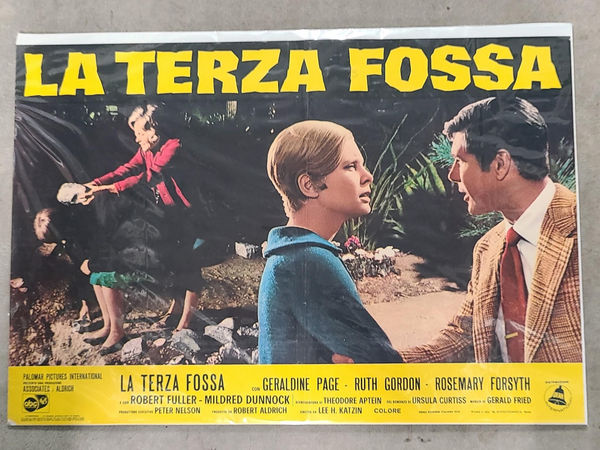 LA TERZA FOSSA
PALOMAR PICTURES INTERNATIONAL
ASSOCIATES ALDRICH
LA TERZA FOSSA
CON GERALDINE PAGE · RUTH GORDON · ROSEMARY FORSYTH
E CON ROBERT FULLER - MILDRED DUNNOCK
SCENEGGIATURA DI THEODORE APTEIN DAL ROMANZO DI URSULA CURTISS MUSICA DI GERALD FRIED
PRODUTTORE ESECUTIVO PETER NELSON PRODOTTO DA ROBERT ALDRICH DIRETTO DA LEE H. KATZIN COLORE
abc